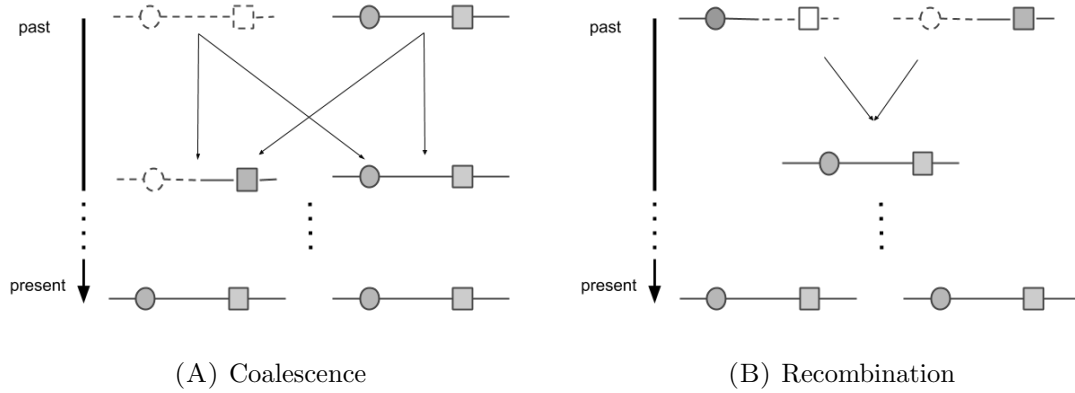 past
past
present
present
(A) Coalescence
(B) Recombination